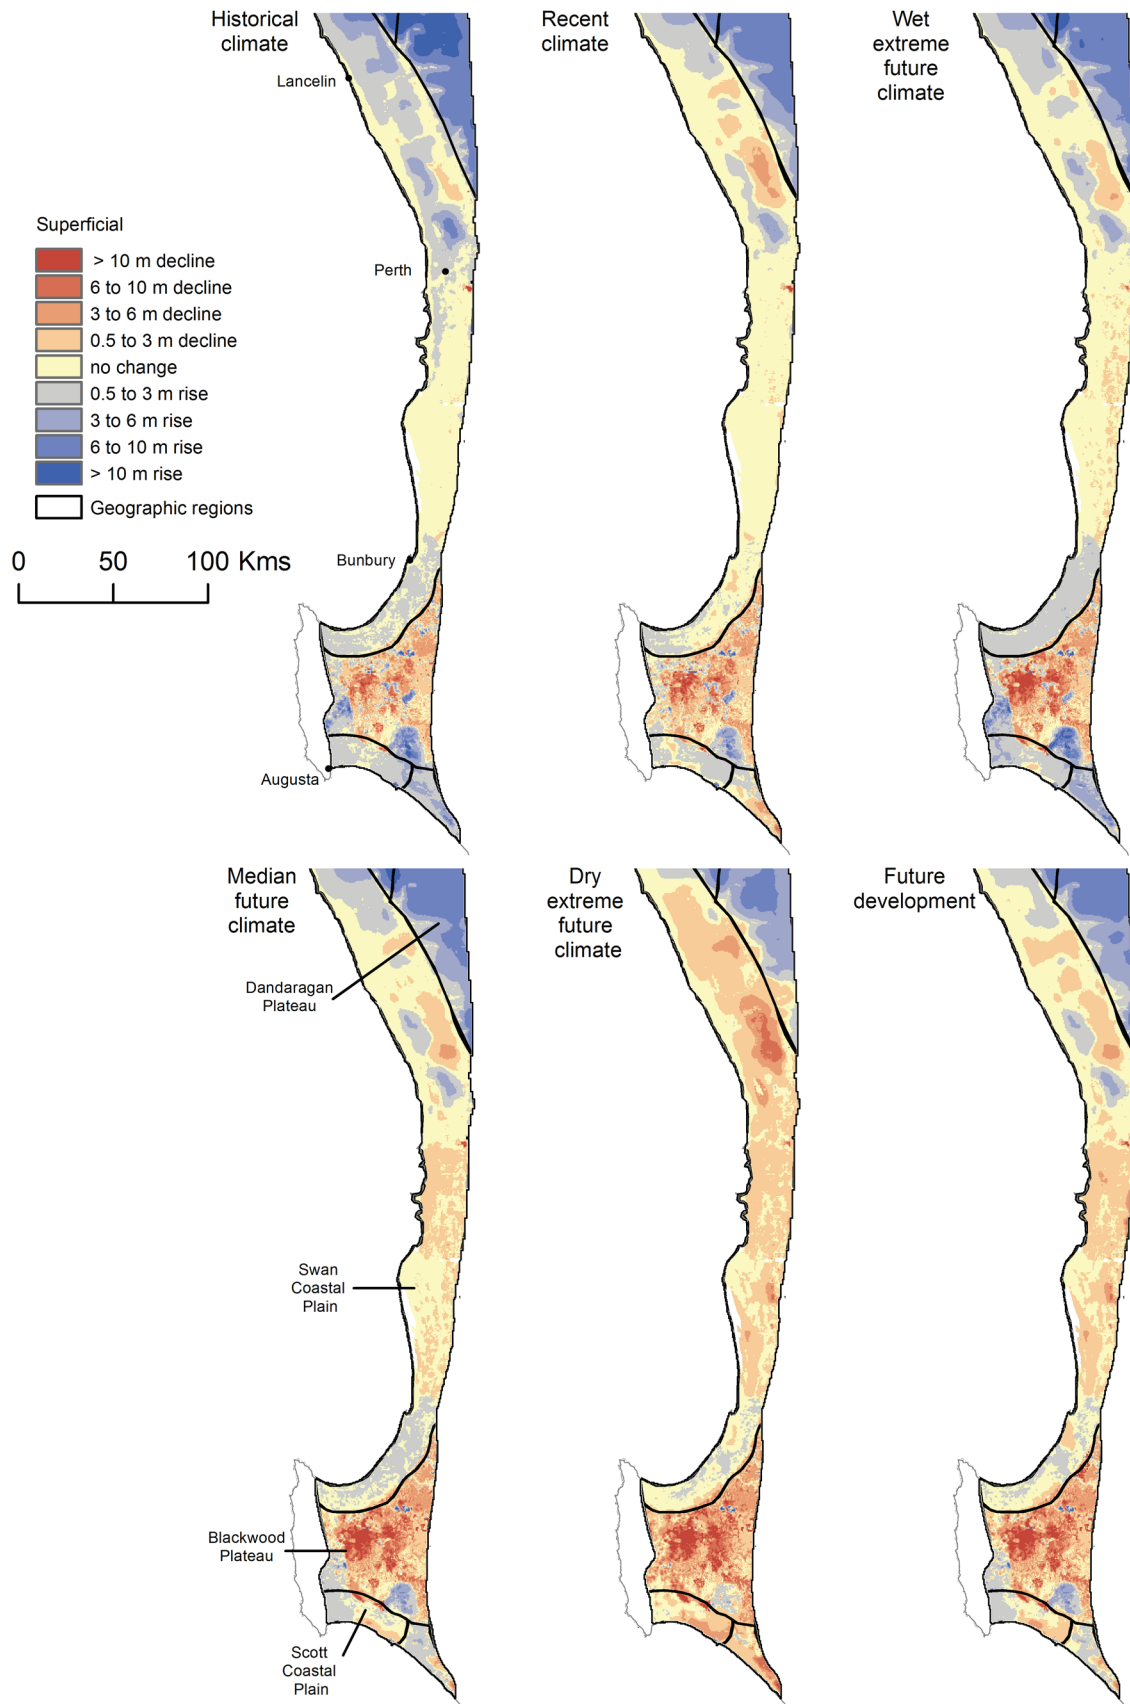 Historical
climate
Recent
climate
Wet
extreme
future
climate
Lancelin
Superficial
> 10 m decline
6 to 10 m decline
3 to 6 m decline
0.5 to 3 m decline
no change
0.5 to 3 m rise
3 to 6 m rise
6 to 10 m rise
> 10 m rise
Geographic regions
Perth
0 50 100 Kms
Bunbury
Augusta
Median
future
climate
Dry
extreme
future
climate
Future
development
Dandaragan
Plateau
Swan
Coastal
Plain
Blackwood
Plateau
Scott
Coastal
Plain